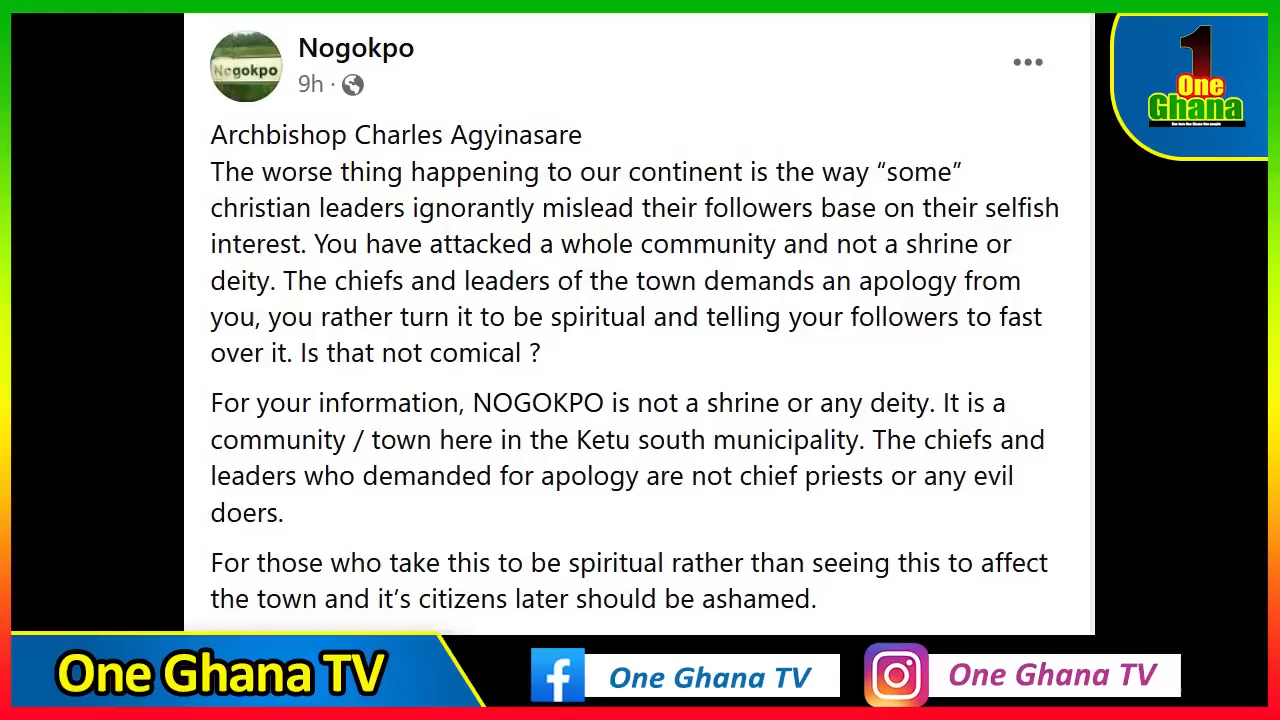 Nogokpo
Nogokpo
9h ·
Archbishop Charles Agyinasare
The worse thing happening to our continent is the way “some”
christian leaders ignorantly mislead their followers base on their selfish
interest. You have attacked a whole community and not a shrine or
deity. The chiefs and leaders of the town demands an apology from
you, you rather turn it to be spiritual and telling your followers to fast
over it. Is that not comical ?
For your information, NOGOKPO is not a shrine or any deity. It is a
community / town here in the Ketu south municipality. The chiefs and
leaders who demanded for apology are not chief priests or any evil
doers.
For those who take this to be spiritual rather than seeing this to affect
the town and it’s citizens later should be ashamed.
1
One
Ghana
One Ghana TV
f
One Ghana TV
One Ghana TV